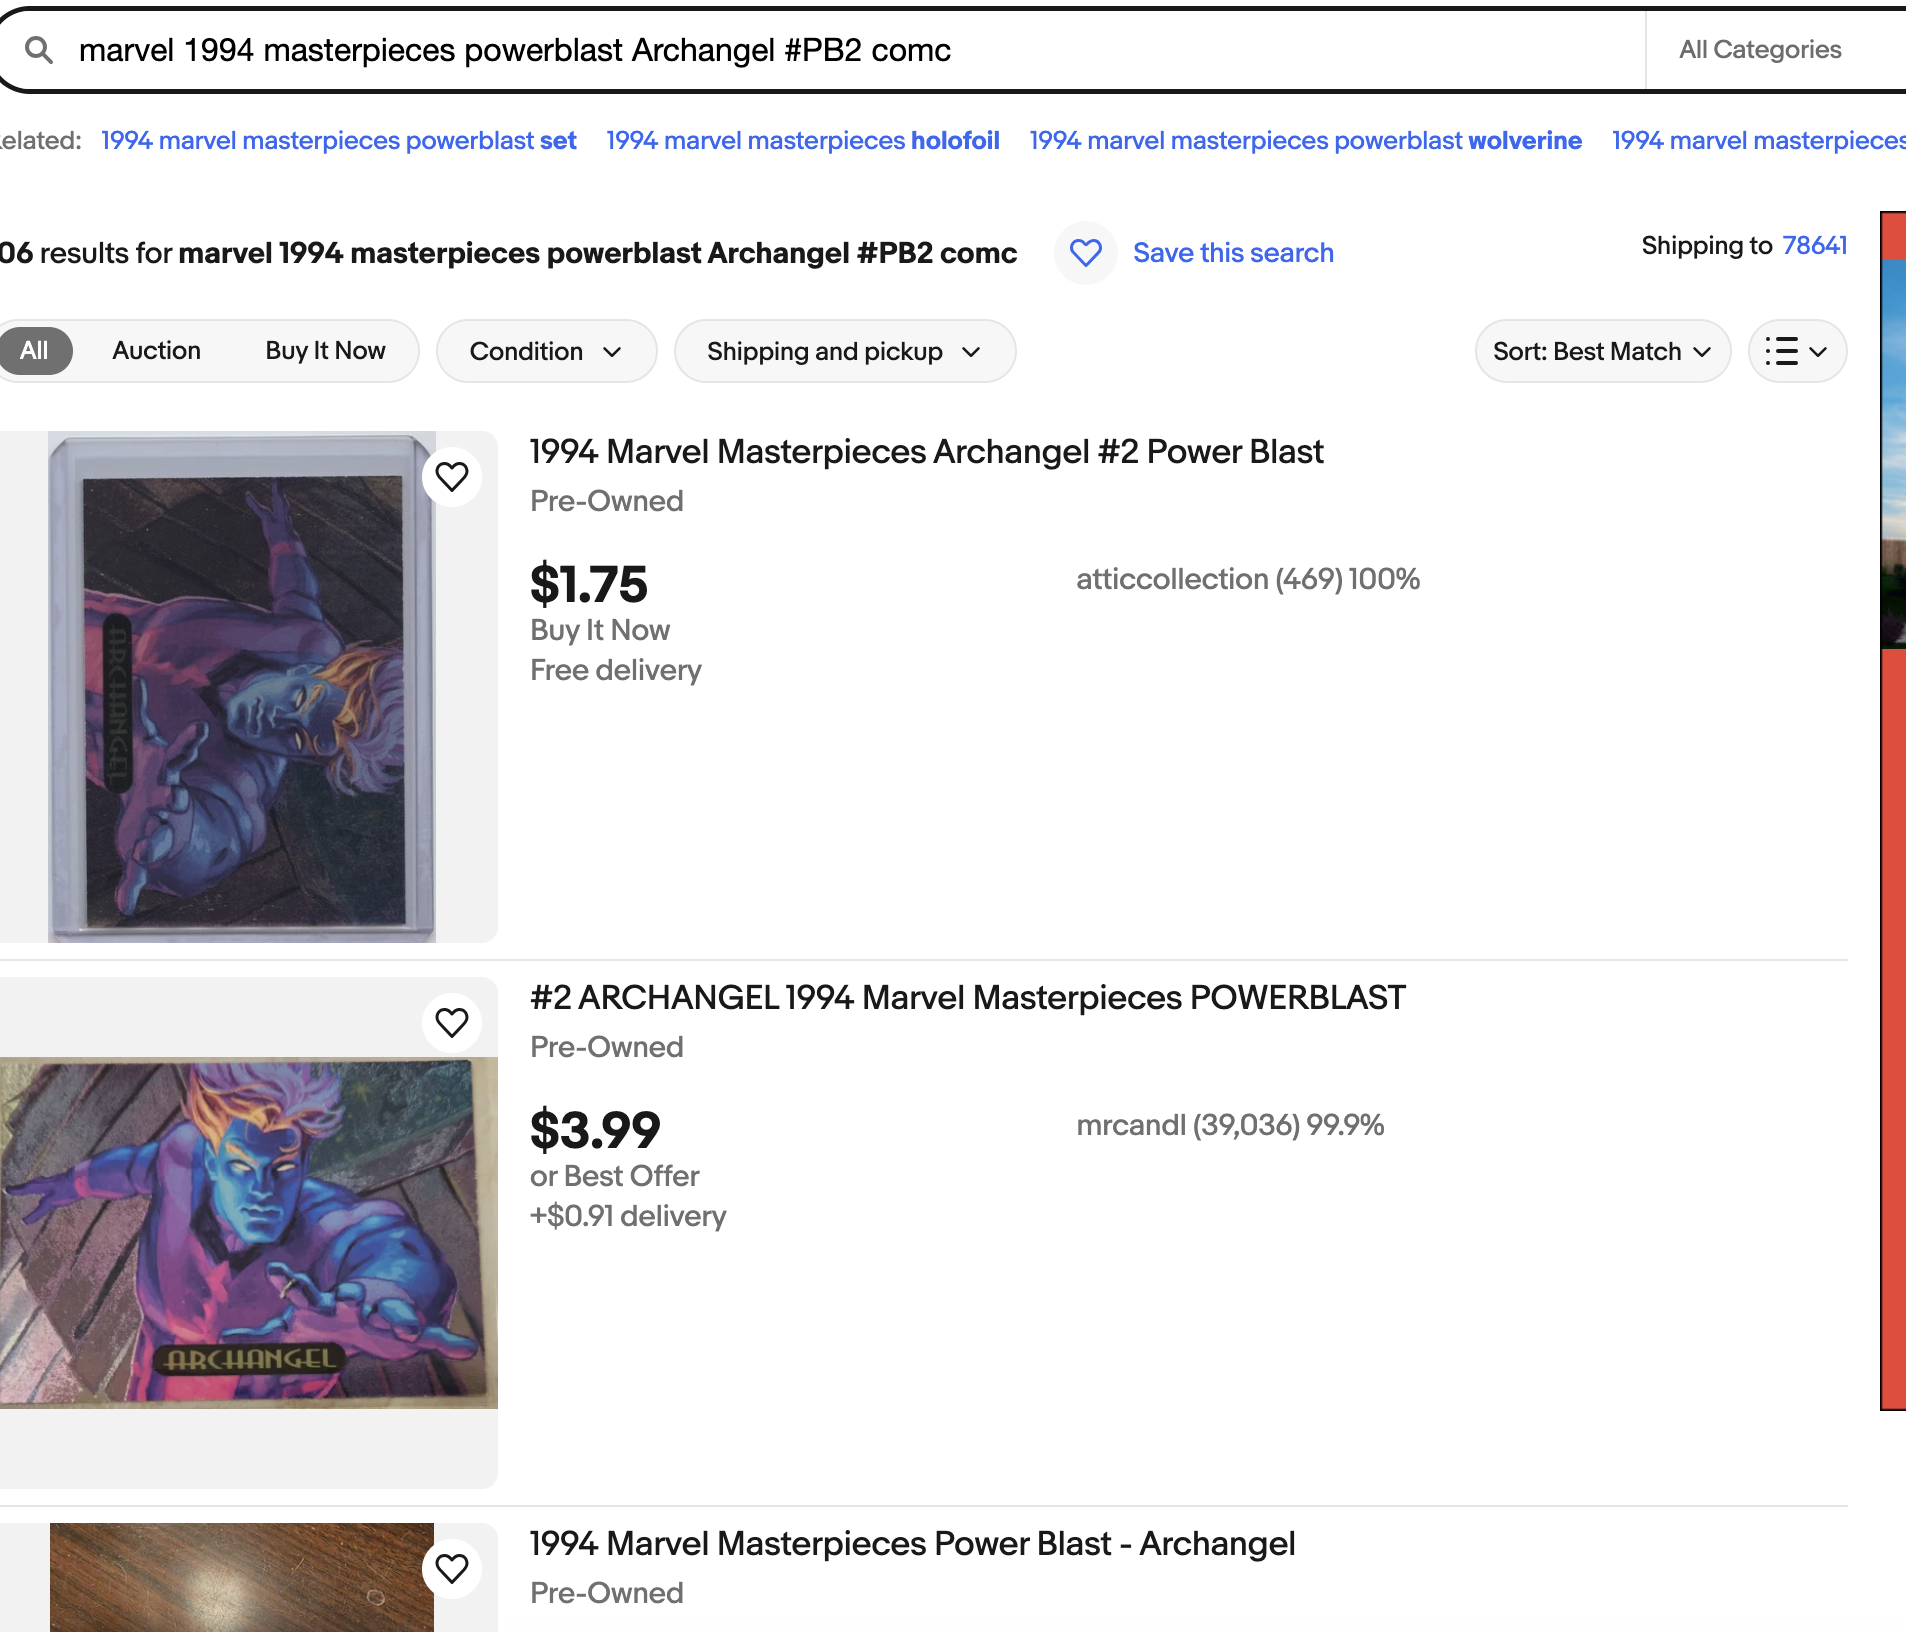 marvel 1994 masterpieces powerblast Archangel #PB2 comc
All Categories
elated: 1994 marvel masterpieces powerblast set 1994 marvel masterpieces holofoil 1994 marvel masterpieces powerblast wolverine 1994 marvel masterpieces
06 results for marvel 1994 masterpieces powerblast Archangel #PB2 comc
Save this search
Shipping to 78641
All
Auction
Buy It Now
Condition
Shipping and pickup
Sort: Best Match
ARCHANGEL
1994 Marvel Masterpieces Archangel #2 Power Blast
Pre-Owned
$1.75
Buy It Now
Free delivery
atticcollection (469) 100%
ARCHANGEL
#2 ARCHANGEL 1994 Marvel Masterpieces POWERBLAST
Pre-Owned
$3.99
or Best Offer
+$0.91 delivery
mrcandl (39,036) 99.9%
1994 Marvel Masterpieces Power Blast - Archangel
Pre-Owned